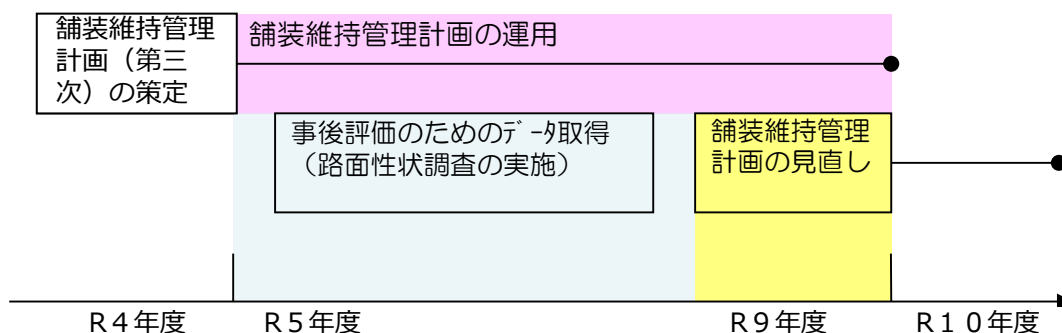 舗装維持管理
計画（第三
次）の策定
舗装維持管理計画の運用
事後評価のためのﾃﾞｰﾀ取得
（路面性状調査の実施）
舗装維持管理
計画の見直し
Ｒ４年度
Ｒ５年度
Ｒ９年度
Ｒ１０年度